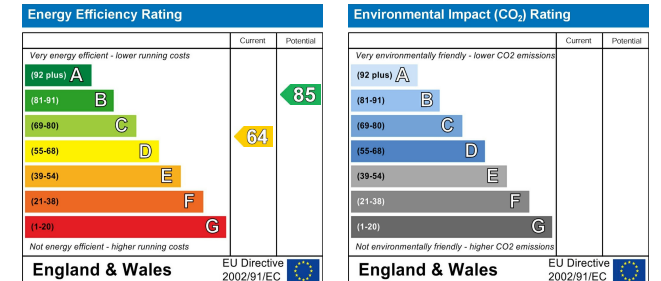 Energy Efficiency Rating
Current Potential
Very energy efficient - lower running costs
(92 plus) A
(81-91) B
85
(69-80) C
64
(55-68) D
(39-54) E
(21-38) F
(1-20) G
Not energy efficient - higher running costs
England & Wales
EU Directive
2002/91/EC
Environmental Impact (CO₂) Rating
Current Potential
Very environmentally friendly - lower CO2 emissions
(92 plus) A
(81-91) B
(69-80) C
(55-68) D
(39-54) E
(21-38) F
(1-20) G
Not environmentally friendly - higher CO2 emissions
England & Wales
EU Directive
2002/91/EC